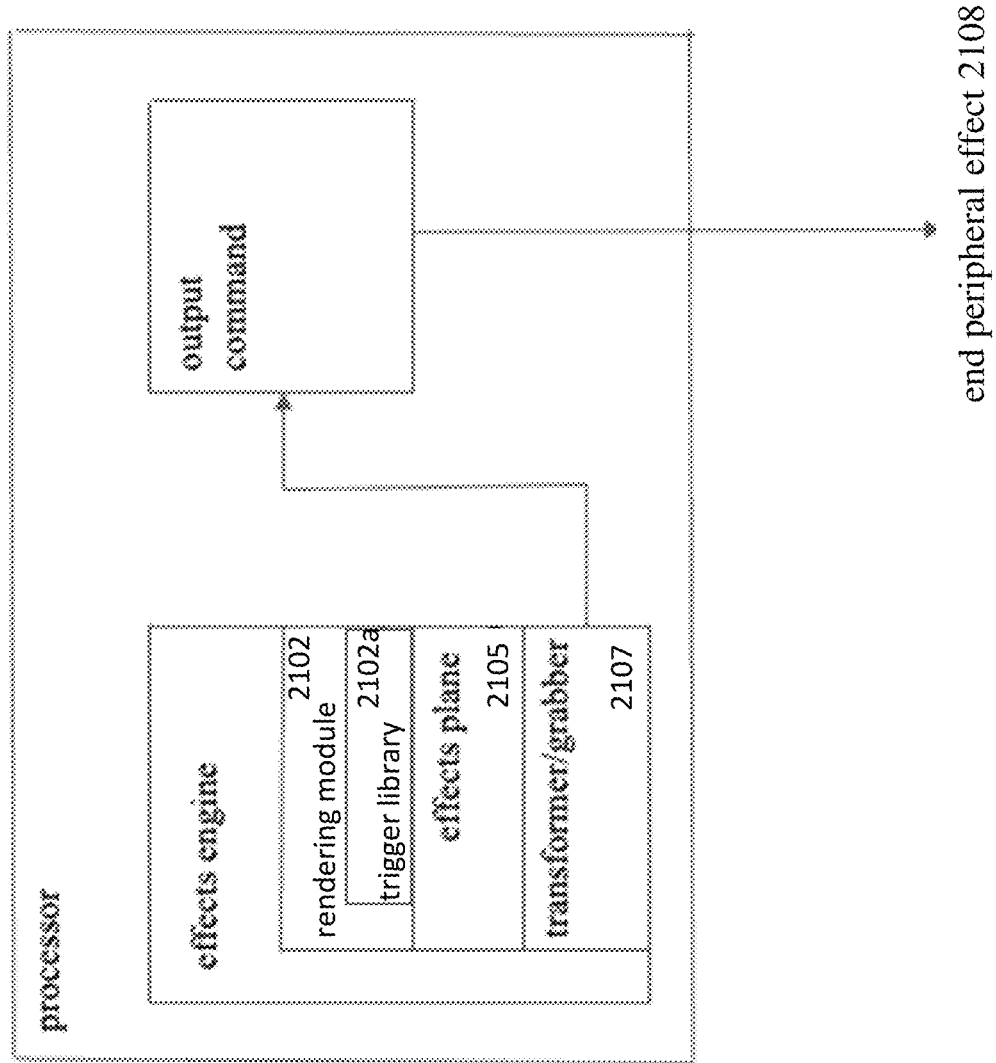 processor
effects engine
2102
rendering module
2102a
trigger library
effects plane
2105
transformer/grabber
2107
output
command
end peripheral effect 2108